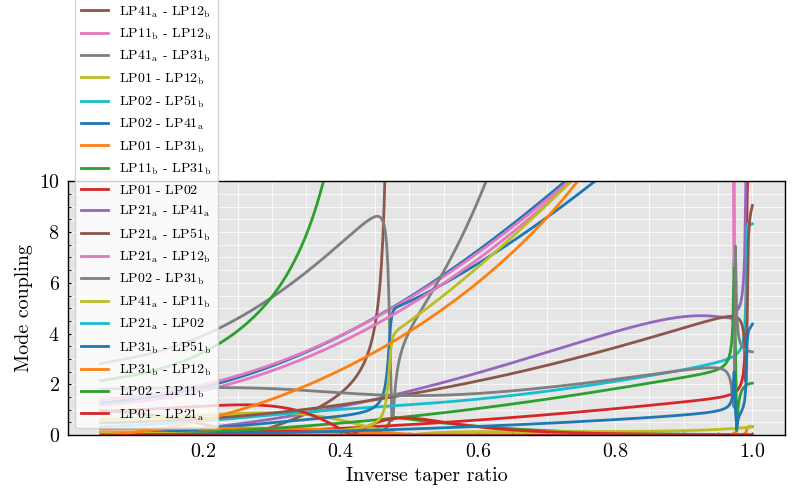 LP41a - LP12b
LP11b - LP12b
LP41a - LP31b
LP01 - LP12b
LP02 - LP51b
LP02 - LP41a
LP01 - LP31b
LP11b - LP31b
LP01 - LP02
LP21a - LP41a
LP21a - LP51b
LP21a - LP12b
LP02 - LP31b
LP41a - LP11b
LP21a - LP02
LP31b - LP51b
LP31b - LP12b
LP02 - LP11b
LP01 - LP21a
10
8
6
4
2
0
Mode coupling
0.2 0.4 0.6 0.8 1.0
Inverse taper ratio